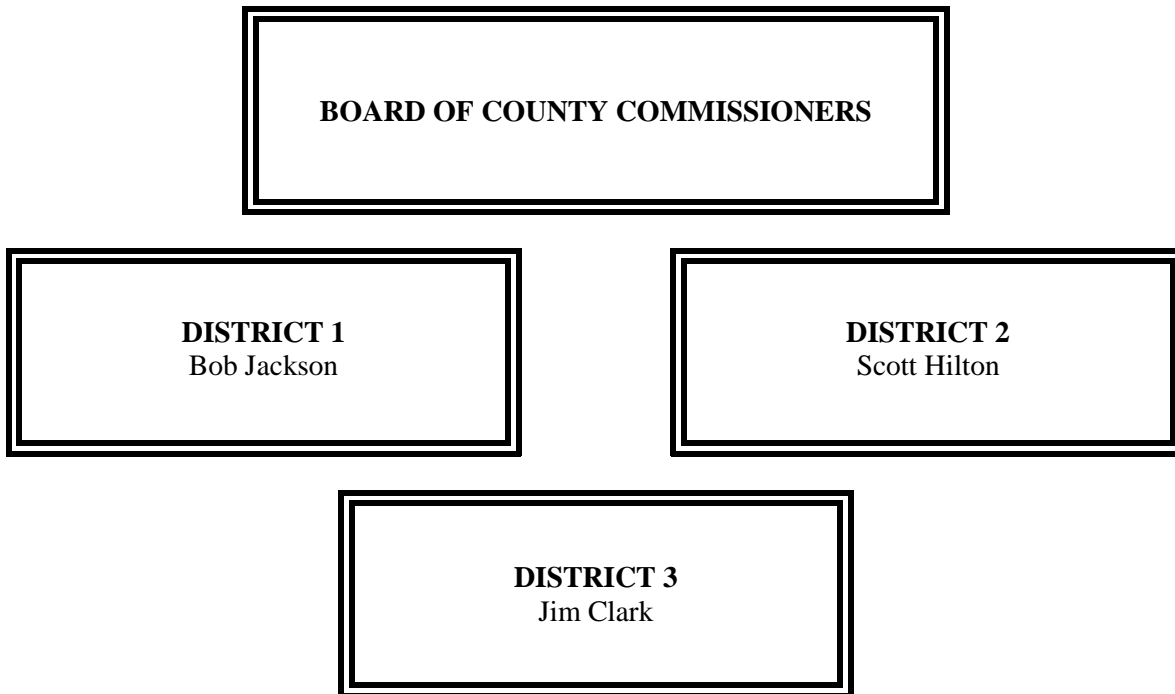 BOARD OF COUNTY COMMISSIONERS
DISTRICT 1
Bob Jackson
DISTRICT 2
Scott Hilton
DISTRICT 3
Jim Clark